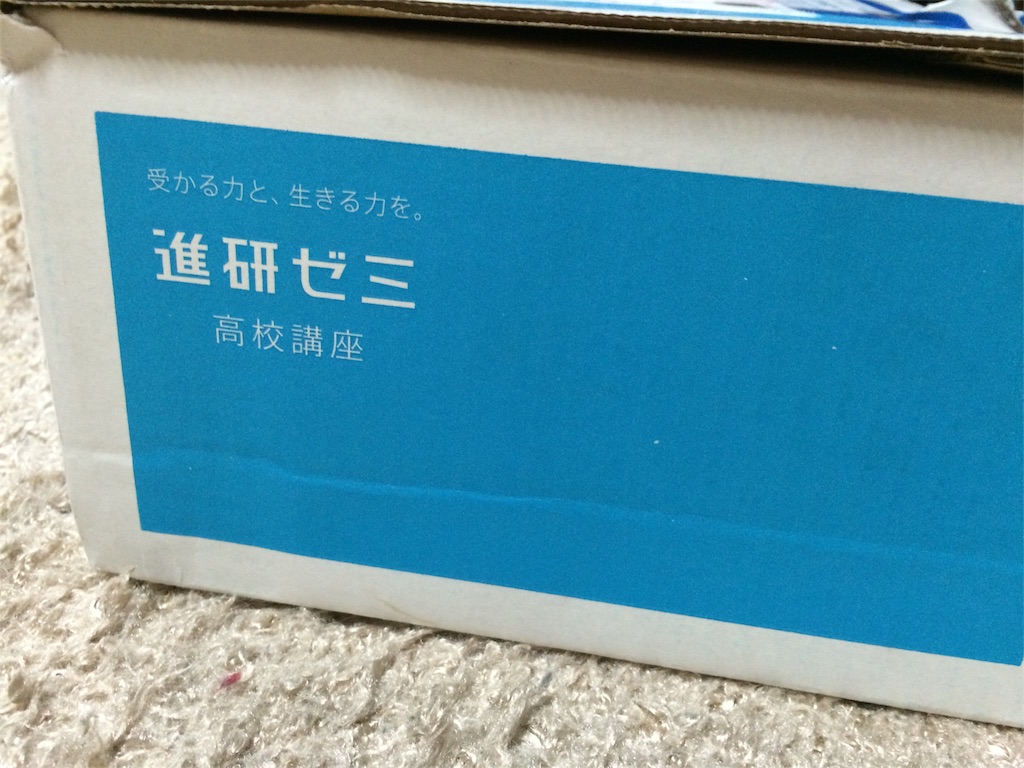 受かる力と、生きる力を。
進研ゼミ
高校講座